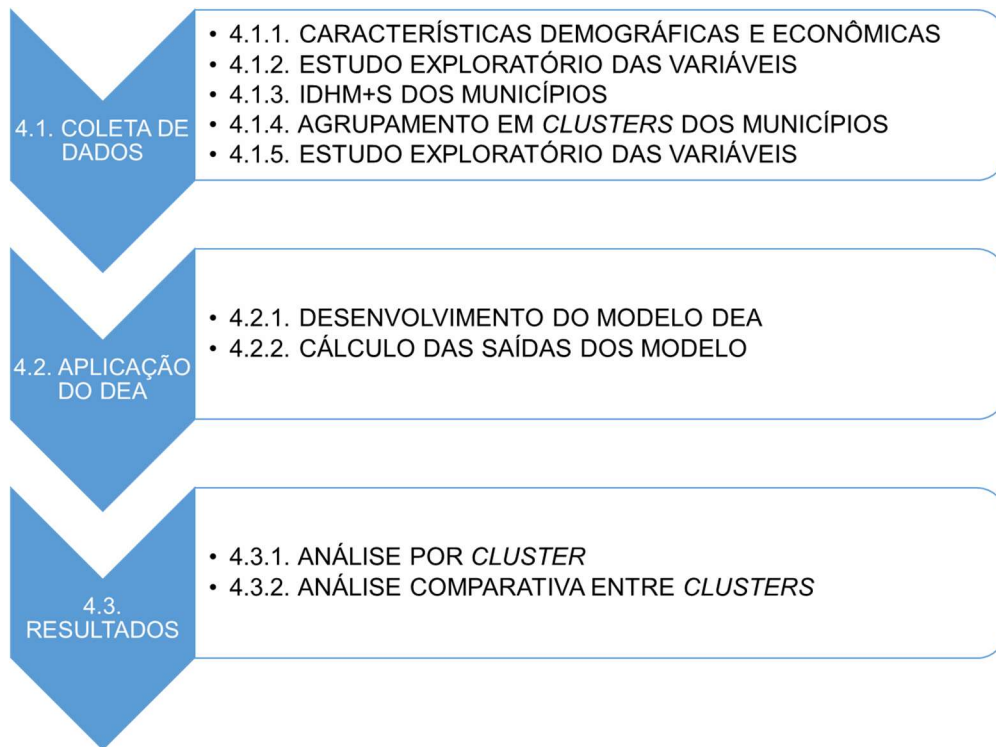 4.1. COLETA DE
DADOS
• 4.1.1. CARACTERÍSTICAS DEMOGRÁFICAS E ECONÔMICAS
• 4.1.2. ESTUDO EXPLORATÓRIO DAS VARIÁVEIS
• 4.1.3. IDHM+S DOS MUNICÍPIOS
• 4.1.4. AGRUPAMENTO EM CLUSTERS DOS MUNICÍPIOS
• 4.1.5. ESTUDO EXPLORATÓRIO DAS VARIÁVEIS
4.2. APLICAÇÃO
DO DEA
• 4.2.1. DESENVOLVIMENTO DO MODELO DEA
• 4.2.2. CÁLCULO DAS SAÍDAS DOS MODELO
4.3.
RESULTADOS
• 4.3.1. ANÁLISE POR CLUSTER
• 4.3.2. ANÁLISE COMPARATIVA ENTRE CLUSTERS